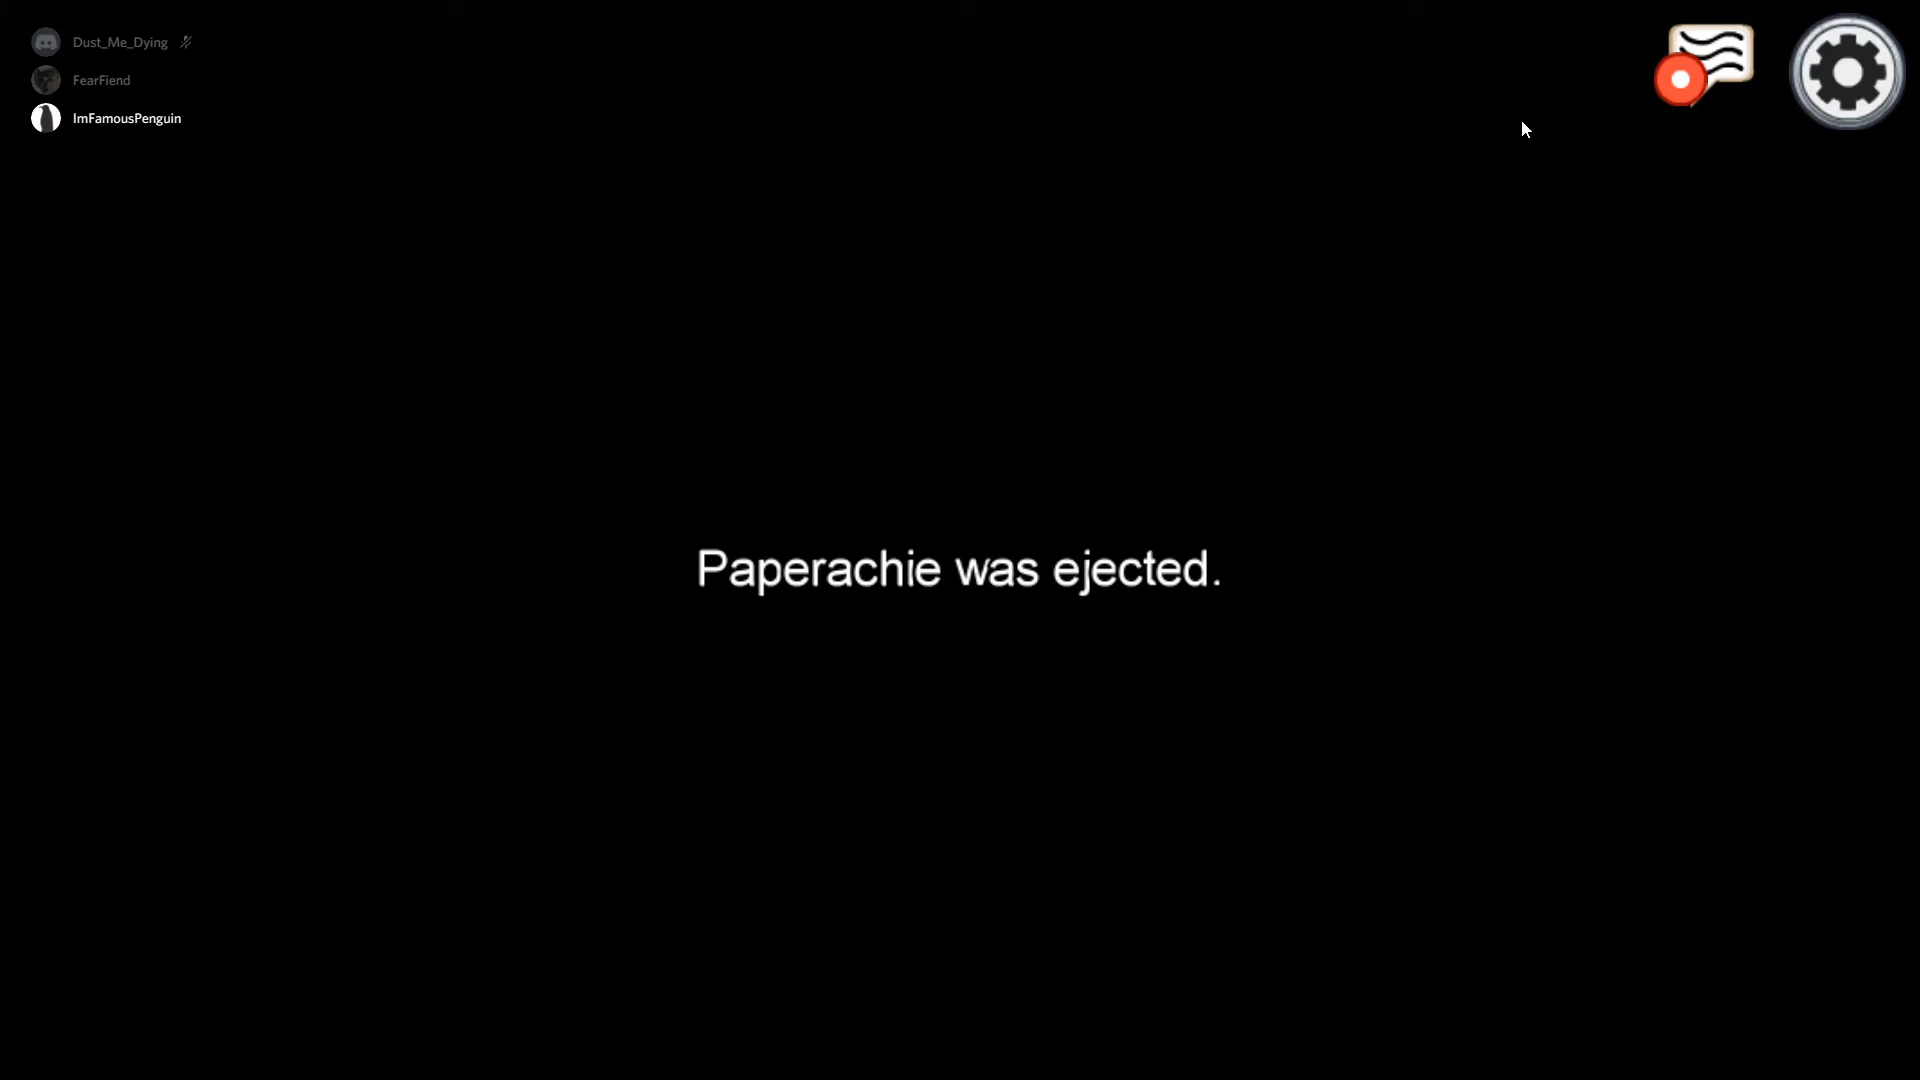 Dust_Me_Dying
FearFiend
ImFamousPenguin
Paperachie was ejected.